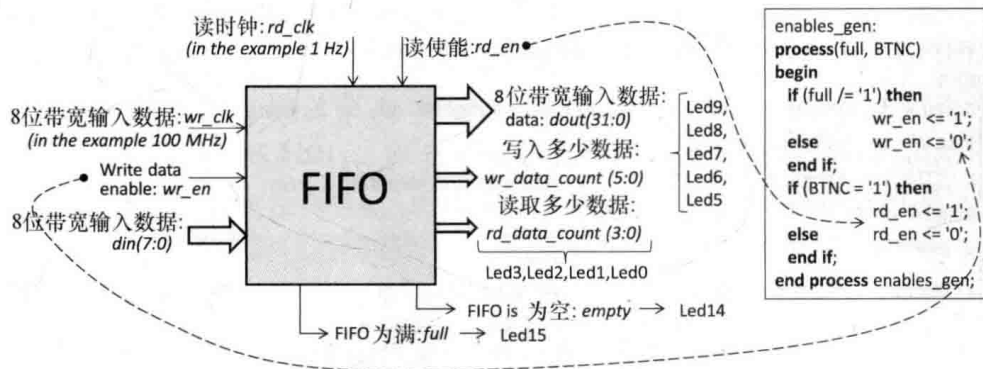 读时钟: rd_clk
(in the example 1 Hz)
读使能:rd_en
8位带宽输入数据: wr_clk
(in the example 100 MHz)
Write data
enable: wr_en
8位带宽输入数据:
din(7:0)
FIFO
8位带宽输入数据:
data: dout(31:0)
写入多少数据:
wr_data_count (5:0)
读取多少数据:
rd_data_count (3:0)
Led9,
Led8,
Led7,
Led6,
Led5
Led3,Led2,Led1,Led0
FIFO is 为空: empty
Led14
FIFO 为满: full
Led15
enables_gen:
process(full, BTNC)
begin
if (full /= '1') then
wr_en <= '1';
else wr_en <= '0';
end if;
if (BTNC = '1') then
rd_en <= '1';
else rd_en <= '0';
end if;
end process enables_gen;